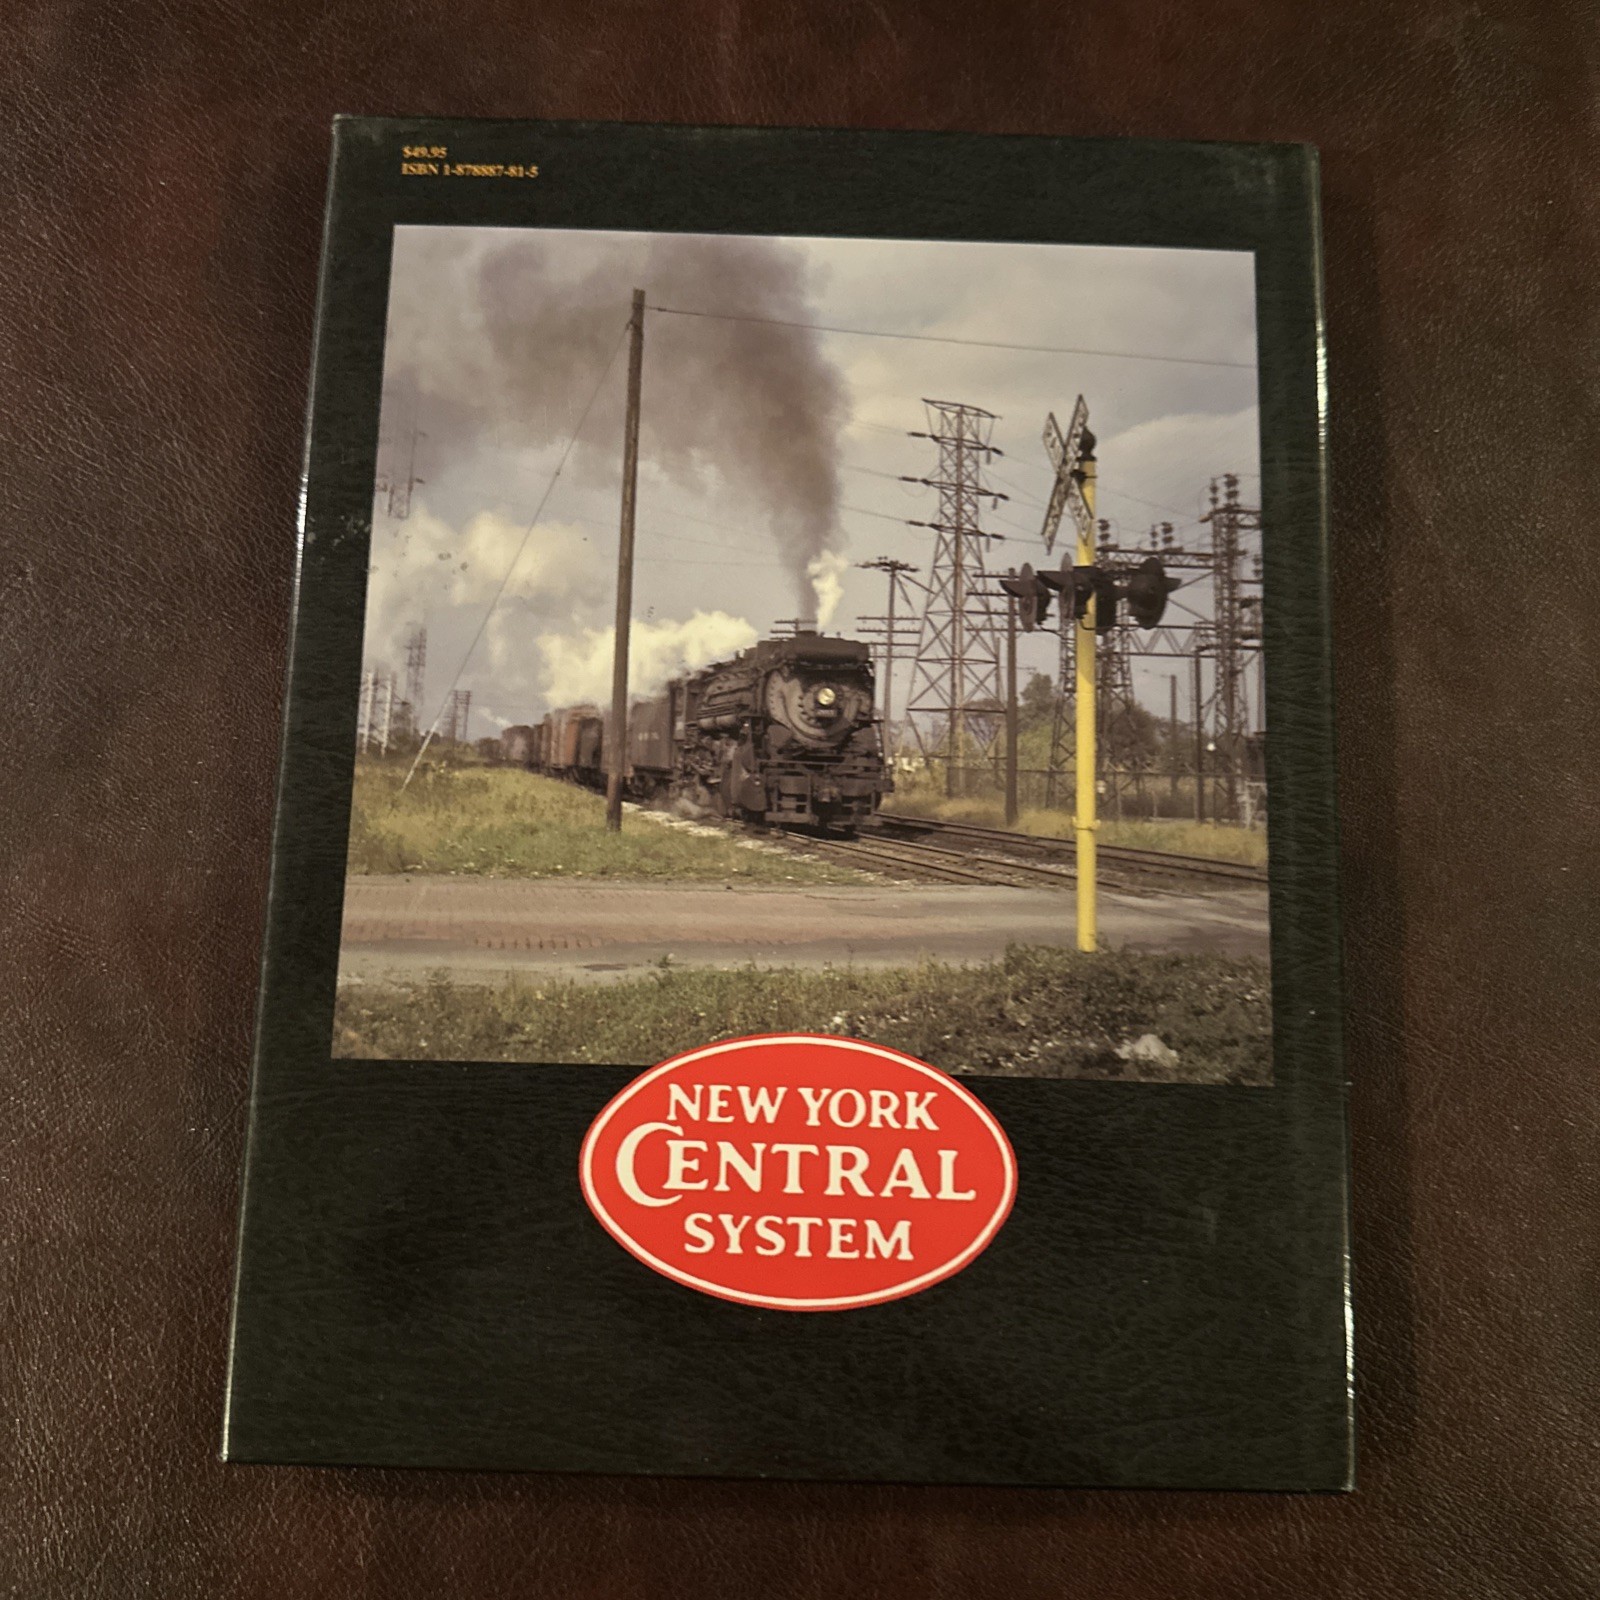 $49.95
ISBN 1-878887-81-5
NEW YORK
CENTRAL
SYSTEM